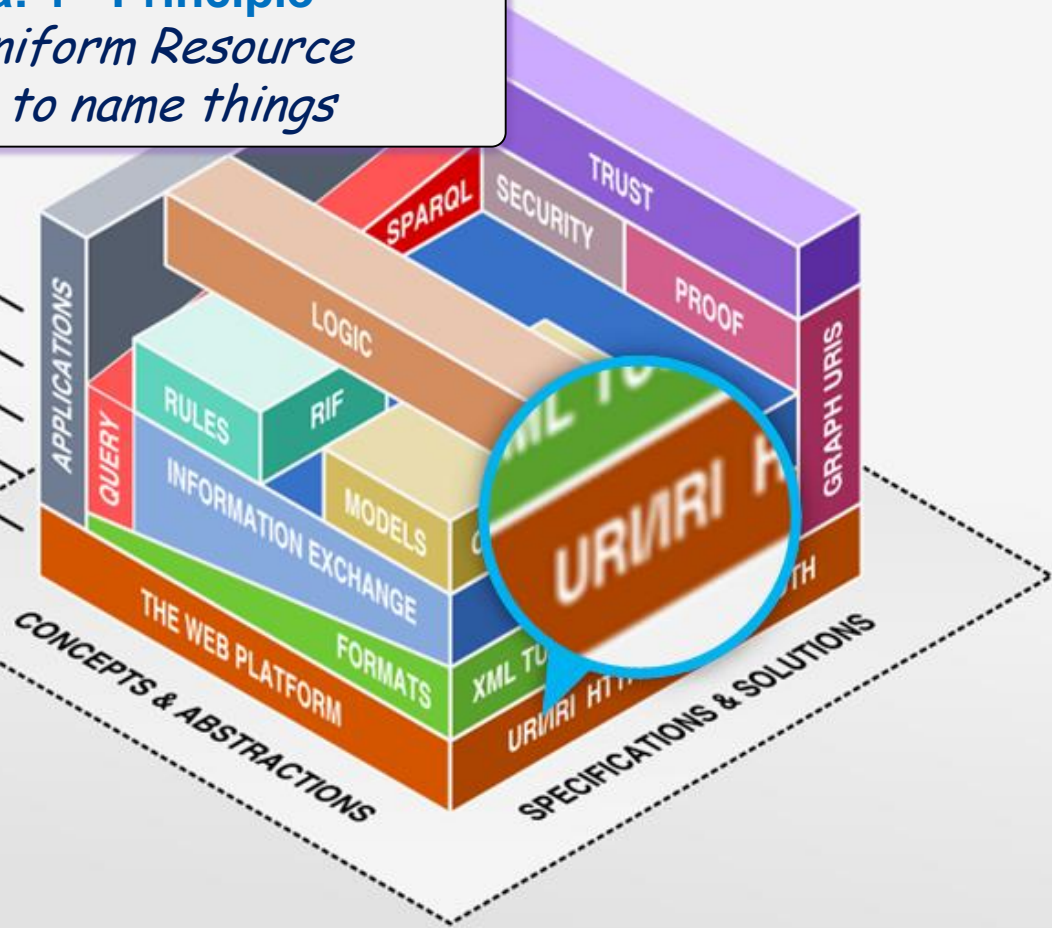 Principle
niform Resource
to name things
TRUST
SPARQL
SECURITY
PROOF
APPLICATIONS
LOGIC
GRAPH URIS
RULES
RIF
QUERY
INFORMATION EXCHANGE
MODELS
URI/IRI
THE WEB PLATFORM
FORMATS
XML TU
URI/IRI
CONCEPTS & ABSTRACTIONS
SPECIFICATIONS & SOLUTIONS